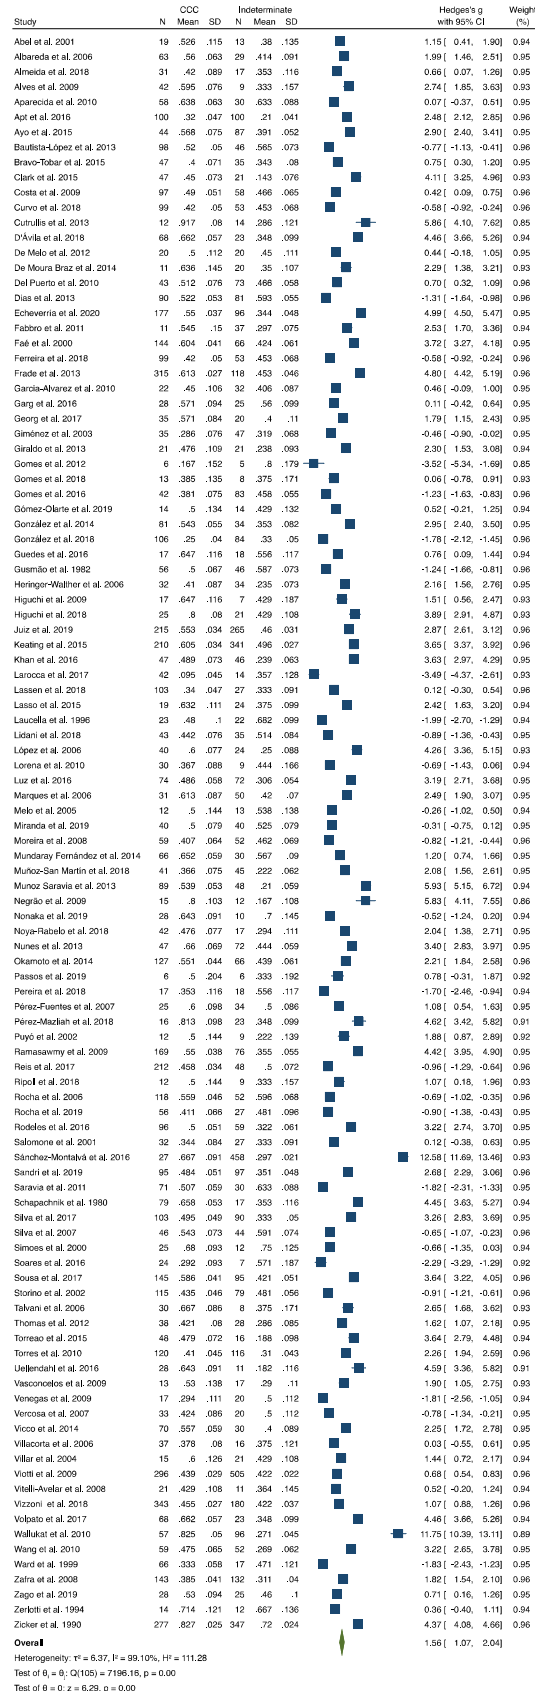 CCC Indeterminate Hedges's g Weight
Study N Mean SD N Mean SD with 95% CI (%)
Abel et al. 2001 19 .526 .115 13 .38 .135 1.15 [ 0.41, 1.90] 0.94
Albareda et al. 2006 63 .56 .063 29 .414 .091 1.99 [ 1.46, 2.51] 0.95
Almeida et al. 2018 31 .42 .089 17 .353 .116 0.66 [ 0.07, 1.26] 0.95
Alves et al. 2009 42 .595 .076 9 .333 .157 2.74 [ 1.85, 3.63] 0.93
Aparecida et al. 2010 58 .638 .063 30 .633 .088 0.07 [ -0.37, 0.51] 0.95
Apt et al. 2016 100 .32 .047 100 .21 .041 2.48 [ 2.12, 2.85] 0.96
Ayo et al. 2015 44 .568 .075 87 .391 .052 2.90 [ 2.40, 3.41] 0.95
Bautista-López et al. 2013 98 .52 .05 46 .565 .073 -0.77 [ -1.13, -0.41] 0.96
Bravo-Tobar et al. 2015 47 .4 .071 35 .343 .08 0.75 [ 0.30, 1.20] 0.95
Clark et al. 2015 47 .45 .073 21 .143 .076 4.11 [ 3.25, 4.96] 0.93
Costa et al. 2009 97 .49 .051 58 .466 .065 0.42 [ 0.09, 0.75] 0.96
Curvo et al. 2018 99 .42 .05 53 .453 .068 -0.58 [ -0.92, -0.24] 0.96
Cutrullis et al. 2013 12 .917 .08 14 .286 .121 5.86 [ 4.10, 7.62] 0.85
D'Ávila et al. 2018 68 .662 .057 23 .348 .099 4.46 [ 3.66, 5.26] 0.94
De Melo et al. 2012 20 .5 .112 20 .45 .111 0.44 [ -0.18, 1.05] 0.95
De Moura Braz et al. 2014 11 .636 .145 20 .35 .107 2.29 [ 1.38, 3.21] 0.93
Del Puerto et al. 2010 43 .512 .076 73 .466 .058 0.70 [ 0.32, 1.09] 0.96
Dias et al. 2013 90 .522 .053 81 .593 .055 -1.31 [ -1.64, -0.98] 0.96
Echeverria et al. 2020 177 .55 .037 96 .344 .048 4.99 [ 4.50, 5.47] 0.95
Fabbro et al. 2011 11 .545 .15 37 .297 .075 2.53 [ 1.70, 3.36] 0.94
Faé et al. 2000 144 .604 .041 66 .424 .061 3.72 [ 3.27, 4.18] 0.95
Ferreira et al. 2018 99 .42 .05 53 .453 .068 -0.58 [ -0.92, -0.24] 0.96
Frade et al. 2013 315 .613 .027 118 .453 .046 4.80 [ 4.42, 5.19] 0.96
Garcia-Alvarez et al. 2010 22 .45 .106 32 .406 .087 0.46 [ -0.09, 1.00] 0.95
Garg et al. 2016 28 .571 .094 25 .56 .099 0.11 [ -0.42, 0.64] 0.95
Georg et al. 2017 35 .571 .084 20 .4 .11 1.79 [ 1.15, 2.43] 0.95
Giménez et al. 2003 35 .286 .076 47 .319 .068 -0.46 [ -0.90, -0.02] 0.95
Giraldo et al. 2013 21 .476 .109 21 .238 .093 2.30 [ 1.53, 3.08] 0.94
Gomes et al. 2012 6 .167 .152 5 .8 .179 -3.52 [ -5.34, -1.69] 0.85
Gomes et al. 2018 13 .385 .135 8 .375 .171 0.06 [ -0.78, 0.91] 0.93
Gomes et al. 2016 42 .381 .075 83 .458 .055 -1.23 [ -1.63, -0.83] 0.96
Gómez-Olarte et al. 2019 14 .5 .134 14 .429 .132 0.52 [ -0.21, 1.25] 0.94
González et al. 2014 81 .543 .055 34 .353 .082 2.95 [ 2.40, 3.50] 0.95
González et al. 2018 106 .25 .04 84 .33 .05 -1.78 [ -2.12, -1.45] 0.96
Guedes et al. 2016 17 .647 .116 18 .556 .117 0.76 [ 0.09, 1.44] 0.94
Gusmão et al. 1982 56 .5 .067 46 .587 .073 -1.24 [ -1.66, -0.81] 0.96
Heringer-Walther et al. 2006 32 .41 .087 34 .235 .073 2.16 [ 1.56, 2.76] 0.95
Higuchi et al. 2009 17 .647 .116 7 .429 .187 1.51 [ 0.56, 2.47] 0.93
Higuchi et al. 2018 25 .8 .08 21 .429 .108 3.89 [ 2.91, 4.87] 0.93
Juiz et al. 2019 215 .553 .034 265 .46 .031 2.87 [ 2.61, 3.12] 0.96
Keating et al. 2015 210 .605 .034 341 .496 .027 3.65 [ 3.37, 3.92] 0.96
Khan et al. 2016 47 .489 .073 46 .239 .063 3.63 [ 2.97, 4.29] 0.95
Larocca et al. 2017 42 .095 .045 14 .357 .128 -3.49 [ -4.37, -2.61] 0.93
Lassen et al. 2018 103 .34 .047 27 .333 .091 0.12 [ -0.30, 0.54] 0.96
Lasso et al. 2015 19 .632 .111 24 .375 .099 2.42 [ 1.63, 3.20] 0.94
Laucella et al. 1996 23 .48 .1 22 .682 .099 -1.99 [ -2.70, -1.29] 0.94
Lidani et al. 2018 43 .442 .076 35 .514 .084 -0.89 [ -1.36, -0.43] 0.95
López et al. 2006 40 .6 .077 24 .25 .088 4.26 [ 3.36, 5.15] 0.93
Lorena et al. 2010 30 .367 .088 9 .444 .166 -0.69 [ -1.43, 0.06] 0.94
Luz et al. 2016 74 .486 .058 72 .306 .054 3.19 [ 2.71, 3.68] 0.95
Marques et al. 2006 31 .613 .087 50 .42 .07 2.49 [ 1.90, 3.07] 0.95
Melo et al. 2005 12 .5 .144 13 .538 .138 -0.26 [ -1.02, 0.50] 0.94
Miranda et al. 2019 40 .5 .079 40 .525 .079 -0.31 [ -0.75, 0.12] 0.95
Moreira et al. 2008 59 .407 .064 52 .462 .069 -0.82 [ -1.21, -0.44] 0.96
Mundaray Fernández et al. 2014 66 .652 .059 30 .567 .09 1.20 [ 0.74, 1.66] 0.95
Muñoz-San Martín et al. 2018 41 .366 .075 45 .222 .062 2.08 [ 1.56, 2.61] 0.95
Munoz Saravia et al. 2013 89 .539 .053 48 .21 .059 5.93 [ 5.15, 6.72] 0.94
Negrão et al. 2009 15 .8 .103 12 .167 .108 5.83 [ 4.11, 7.55] 0.86
Nonaka et al. 2019 28 .643 .091 10 .7 .145 -0.52 [ -1.24, 0.20] 0.94
Noya-Rabelo et al. 2018 42 .476 .077 17 .294 .111 2.04 [ 1.38, 2.71] 0.95
Nunes et al. 2013 47 .66 .069 72 .444 .059 3.40 [ 2.83, 3.97] 0.95
Okamoto et al. 2014 127 .551 .044 66 .439 .061 2.21 [ 1.84, 2.58] 0.96
Passos et al. 2019 6 .5 .204 6 .333 .192 0.78 [ -0.31, 1.87] 0.92
Pereira et al. 2018 17 .353 .116 18 .556 .117 -1.70 [ -2.46, -0.94] 0.94
Pérez-Fuentes et al. 2007 25 .6 .098 34 .5 .086 1.08 [ 0.54, 1.63] 0.95
Pérez-Mazliah et al. 2018 16 .813 .098 23 .348 .099 4.62 [ 3.42, 5.82] 0.91
Puyó et al. 2002 12 .5 .144 9 .222 .139 1.88 [ 0.87, 2.89] 0.92
Ramasawmy et al. 2009 169 .55 .038 76 .355 .055 4.42 [ 3.95, 4.90] 0.95
Reis et al. 2017 212 .458 .034 48 .5 .072 -0.96 [ -1.29, -0.64] 0.96
Ripoll et al. 2018 12 .5 .144 9 .333 .157 1.07 [ 0.18, 1.96] 0.93
Rocha et al. 2006 118 .559 .046 52 .596 .068 -0.69 [ -1.02, -0.35] 0.96
Rocha et al. 2019 56 .411 .066 27 .481 .096 -0.90 [ -1.38, -0.43] 0.95
Rodeles et al. 2016 96 .5 .051 59 .322 .061 3.22 [ 2.74, 3.70] 0.95
Salomone et al. 2001 32 .344 .084 27 .333 .091 0.12 [ -0.38, 0.63] 0.95
Sánchez-Montalvá et al. 2016 27 .667 .091 458 .297 .021 12.58 [ 11.69, 13.46] 0.93
Sandri et al. 2019 95 .484 .051 97 .351 .048 2.68 [ 2.29, 3.06] 0.96
Saravia et al. 2011 71 .507 .059 30 .633 .088 -1.82 [ -2.31, -1.33] 0.95
Schapachnik et al. 1980 79 .658 .053 17 .353 .116 4.45 [ 3.63, 5.27] 0.94
Silva et al. 2017 103 .495 .049 90 .333 .05 3.26 [ 2.83, 3.69] 0.95
Silva et al. 2007 46 .543 .073 44 .591 .074 -0.65 [ -1.07, -0.23] 0.96
Simoes et al. 2000 25 .68 .093 12 .75 .125 -0.66 [ -1.35, 0.03] 0.94
Soares et al. 2016 24 .292 .093 7 .571 .187 -2.29 [ -3.29, -1.29] 0.92
Sousa et al. 2017 145 .586 .041 95 .421 .051 3.64 [ 3.22, 4.05] 0.96
Storino et al. 2002 115 .435 .046 79 .481 .056 -0.91 [ -1.21, -0.61] 0.96
Talvani et al. 2006 30 .667 .086 8 .375 .171 2.65 [ 1.68, 3.62] 0.93
Thomas et al. 2012 38 .421 .08 28 .286 .085 1.62 [ 1.07, 2.18] 0.95
Torreao et al. 2015 48 .479 .072 16 .188 .098 3.64 [ 2.79, 4.48] 0.94
Torres et al. 2010 120 .41 .045 116 .31 .043 2.26 [ 1.94, 2.59] 0.96
Uellendahl et al. 2016 28 .643 .091 11 .182 .116 4.59 [ 3.36, 5.82] 0.91
Vasconcelos et al. 2009 13 .53 .138 17 .29 .11 1.90 [ 1.05, 2.75] 0.93
Venegas et al. 2009 17 .294 .111 20 .5 .112 -1.81 [ -2.56, -1.05] 0.94
Vercosa et al. 2007 33 .424 .086 20 .5 .112 -0.78 [ -1.34, -0.21] 0.95
Vicco et al. 2014 70 .557 .059 30 .4 .089 2.25 [ 1.72, 2.78] 0.95
Villacorta et al. 2006 37 .378 .08 16 .375 .121 0.03 [ -0.55, 0.61] 0.95
Villar et al. 2004 15 .6 .126 21 .429 .108 1.44 [ 0.72, 2.17] 0.94
Viotti et al. 2009 296 .439 .029 505 .422 .022 0.68 [ 0.54, 0.83] 0.96
Vitelli-Avelar et al. 2008 21 .429 .108 11 .364 .145 0.52 [ -0.20, 1.24] 0.94
Vizzoni et al. 2018 343 .455 .027 180 .422 .037 1.07 [ 0.88, 1.26] 0.96
Volpato et al. 2017 68 .662 .057 23 .348 .099 4.46 [ 3.66, 5.26] 0.94
Wallukat et al. 2010 57 .825 .05 96 .271 .045 11.75 [ 10.39, 13.11] 0.89
Wang et al. 2010 59 .475 .065 52 .269 .062 3.22 [ 2.65, 3.78] 0.95
Ward et al. 1999 66 .333 .058 17 .471 .121 -1.83 [ -2.43, -1.23] 0.95
Zafra et al. 2008 143 .385 .041 132 .311 .04 1.82 [ 1.54, 2.10] 0.96
Zago et al. 2019 28 .53 .094 25 .46 .1 0.71 [ 0.16, 1.26] 0.95
Zerlotti et al. 1994 14 .714 .121 12 .667 .136 0.36 [ -0.40, 1.11] 0.94
Zicker et al. 1990 277 .827 .025 347 .72 .024 4.37 [ 4.08, 4.66] 0.96
Overall 1.56 [ 1.07, 2.04]
Heterogeneity: τ² = 6.37, I² = 99.10%, H² = 111.28
Test of θᵢ = θⱼ: Q(105) = 7196.16, p = 0.00
Test of θ = 0: z = 6.29, p = 0.00